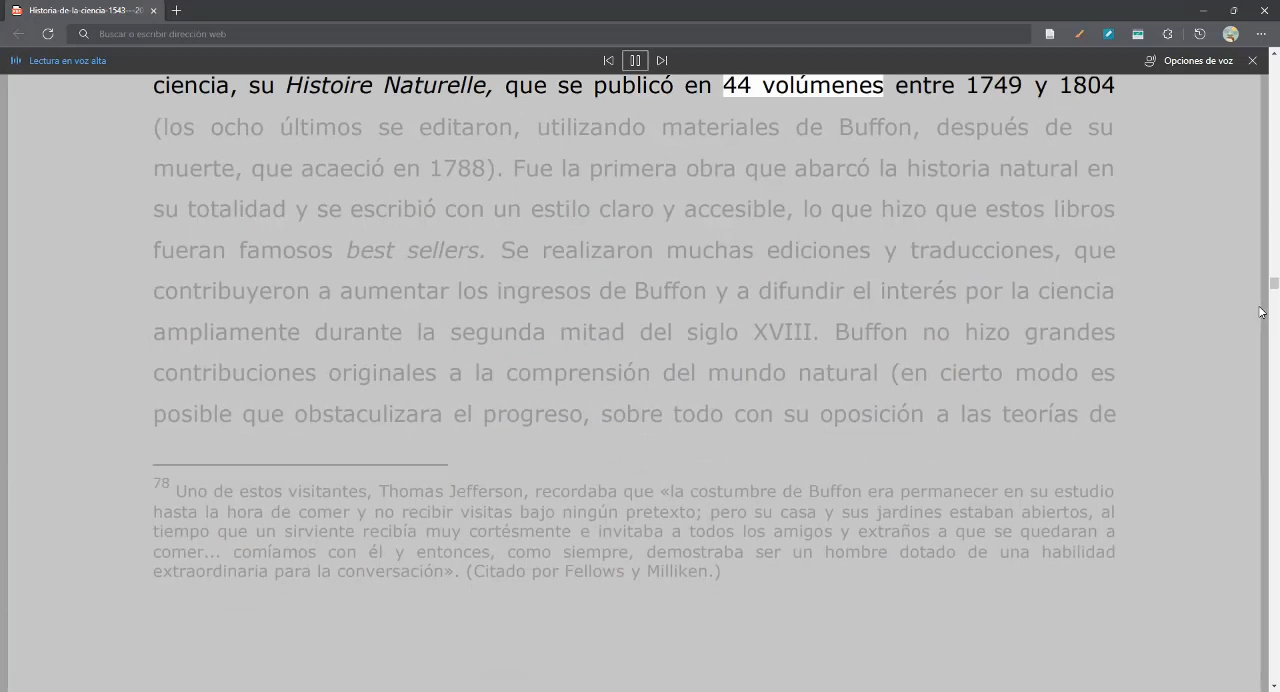 Historia-de-la-ciencia-1543---20
Buscar o escribir dirección web
Lectura en voz alta
Opciones de voz
ciencia, su Histoire Naturelle, que se publicó en 44 volúmenes entre 1749 y 1804
(los ocho últimos se editaron, utilizando materiales de Buffon, después de su
muerte, que acaeció en 1788). Fue la primera obra que abarcó la historia natural en
su totalidad y se escribió con un estilo claro y accesible, lo que hizo que estos libros
fueran famosos best sellers. Se realizaron muchas ediciones y traducciones, que
contribuyeron a aumentar los ingresos de Buffon y a difundir el interés por la ciencia
ampliamente durante la segunda mitad del siglo XVIII. Buffon no hizo grandes
contribuciones originales a la comprensión del mundo natural (en cierto modo es
posible que obstaculizara el progreso, sobre todo con su oposición a las teorías de
78 Uno de estos visitantes, Thomas Jefferson, recordaba que «la costumbre de Buffon era permanecer en su estudio
hasta la hora de comer y no recibir visitas bajo ningún pretexto; pero su casa y sus jardines estaban abiertos, al
tiempo que un sirviente recibía muy cortésmente e invitaba a todos los amigos y extraños a que se quedaran a
comer... comíamos con él y entonces, como siempre, demostraba ser un hombre dotado de una habilidad
extraordinaria para la conversación». (Citado por Fellows y Milliken.)